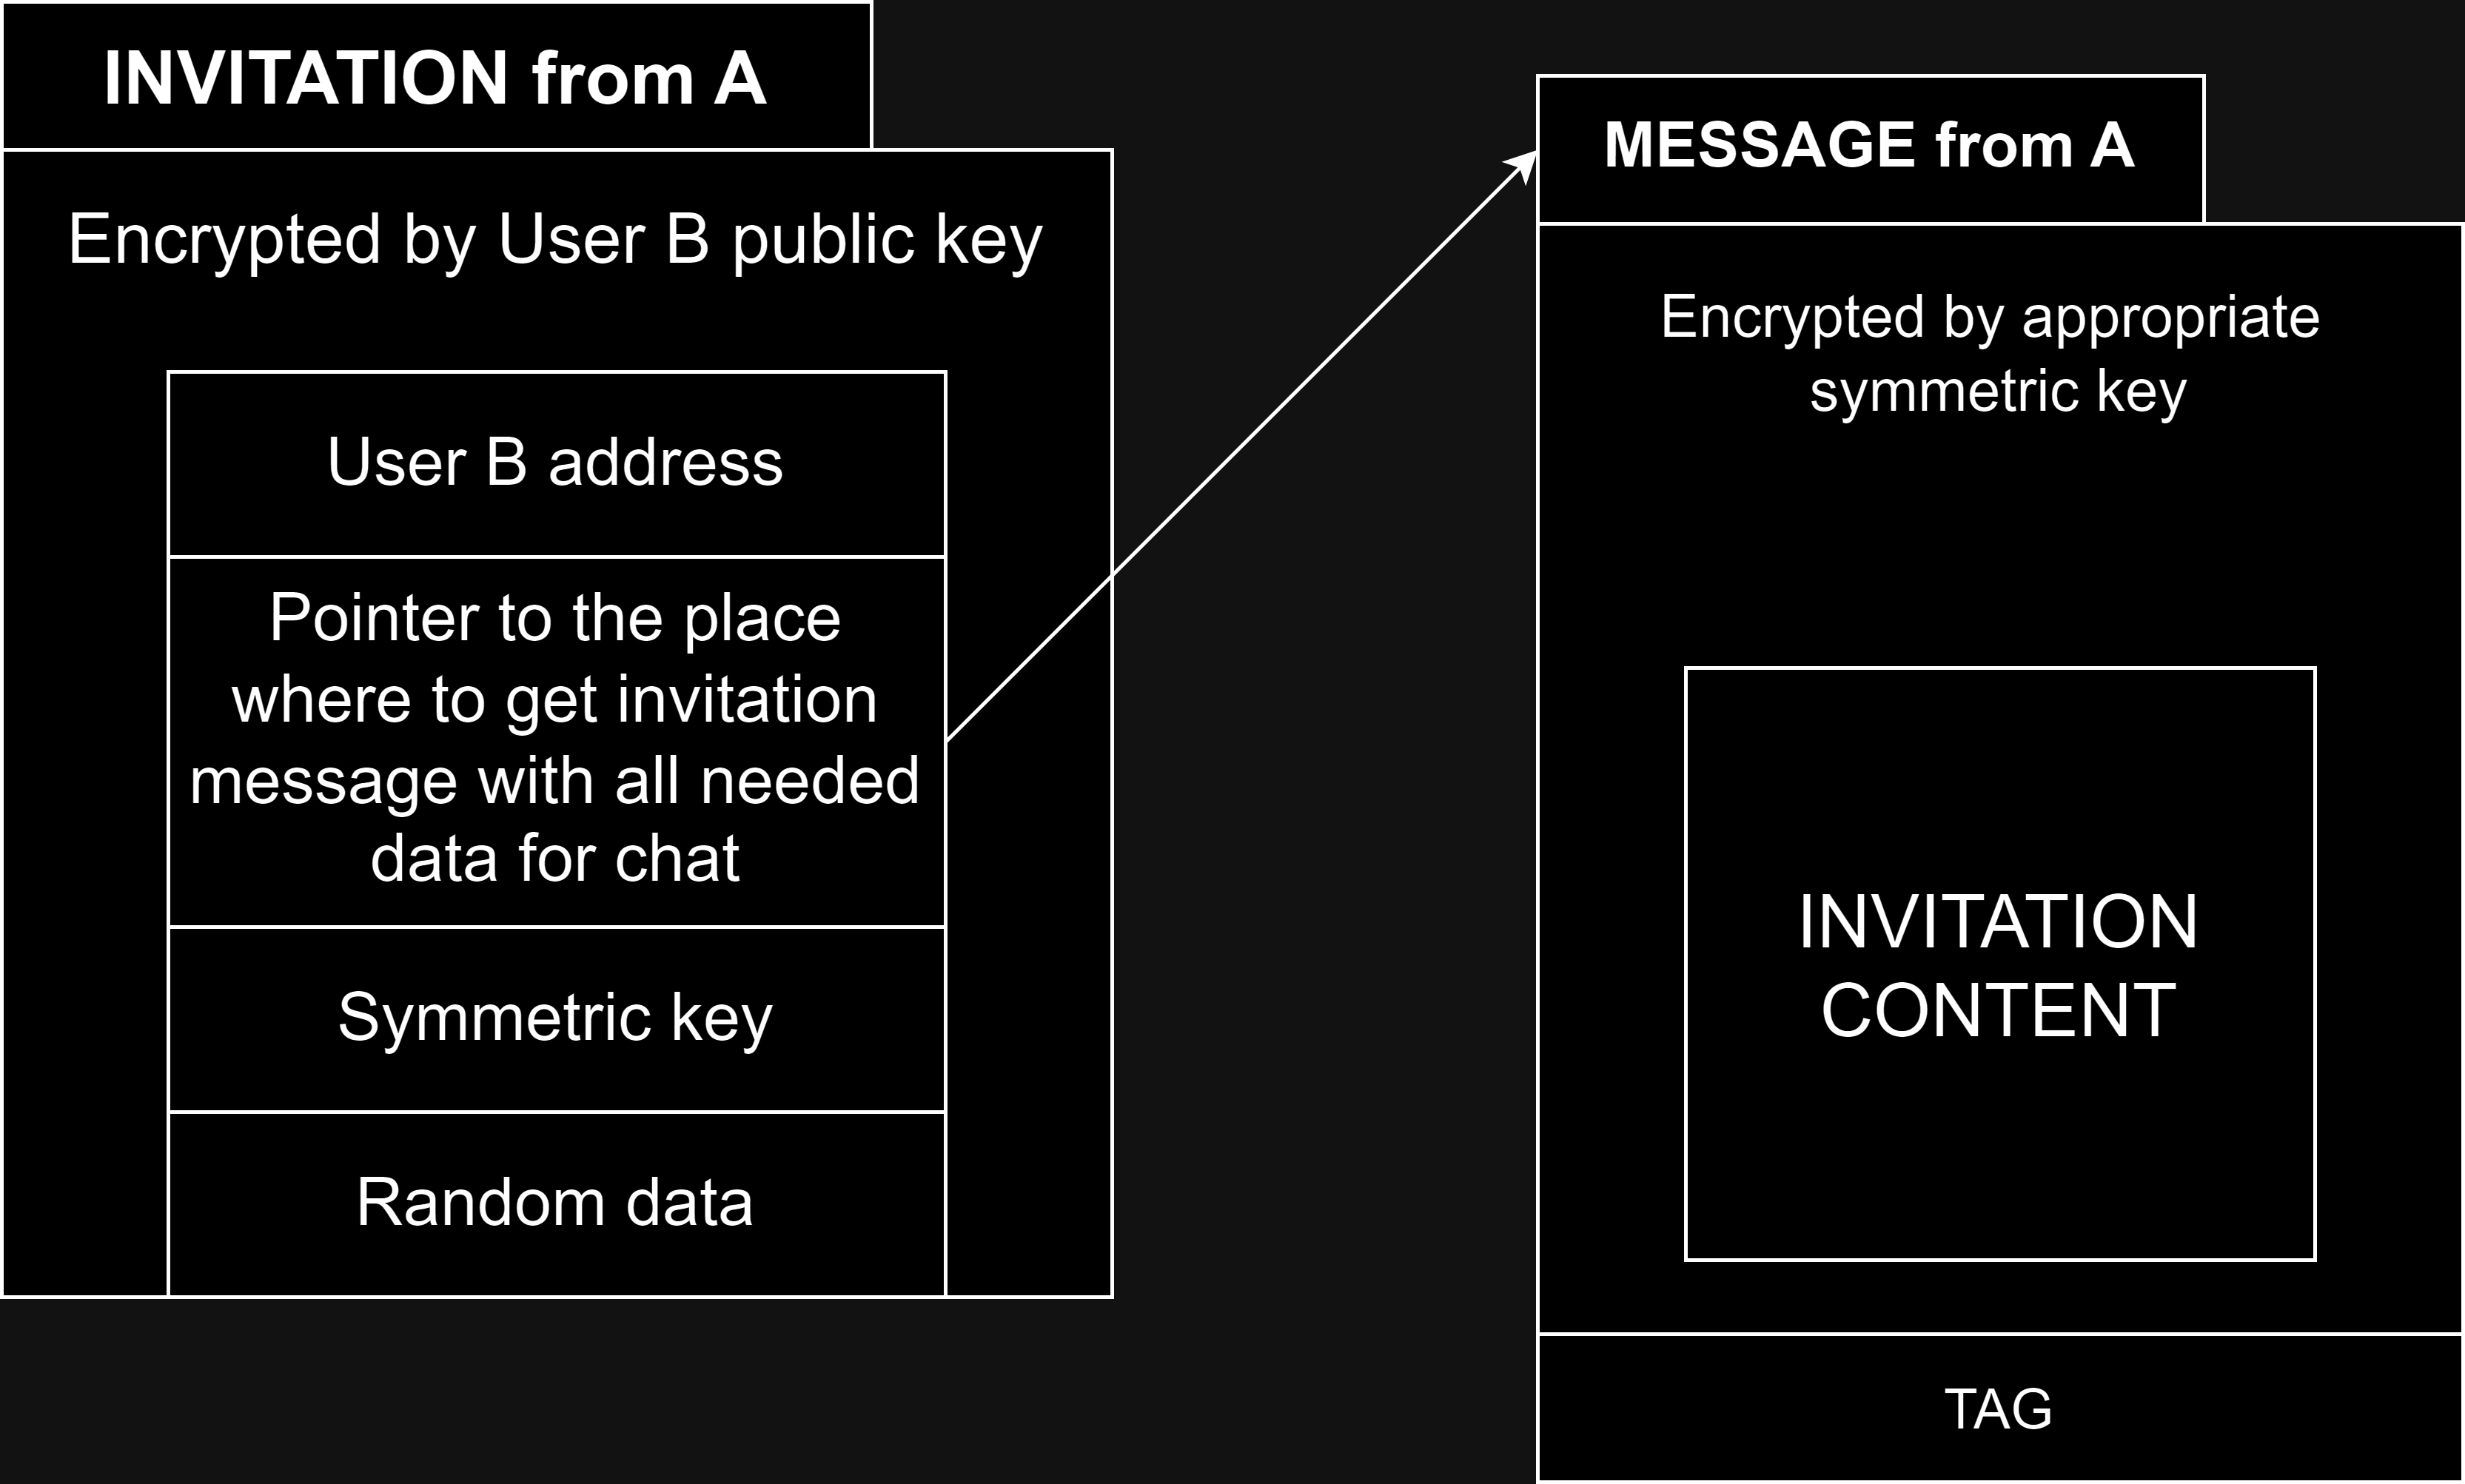 INVITATION from A
Encrypted by User B public key
User B address
Pointer to the place
where to get invitation
message with all needed
data for chat
Symmetric key
Random data
MESSAGE from A
Encrypted by appropriate
symmetric key
INVITATION
CONTENT
TAG